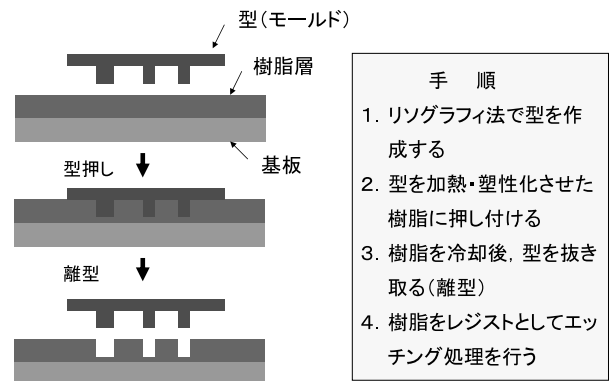 型（モールド）
樹脂層
基板
型押し
離型
手　順
１．リソグラフィ法で型を作
成する
２．型を加熱・塑性化させた
樹脂に押し付ける
３．樹脂を冷却後，型を抜き
取る（離型）
４．樹脂をレジストとしてエッ
チング処理を行う